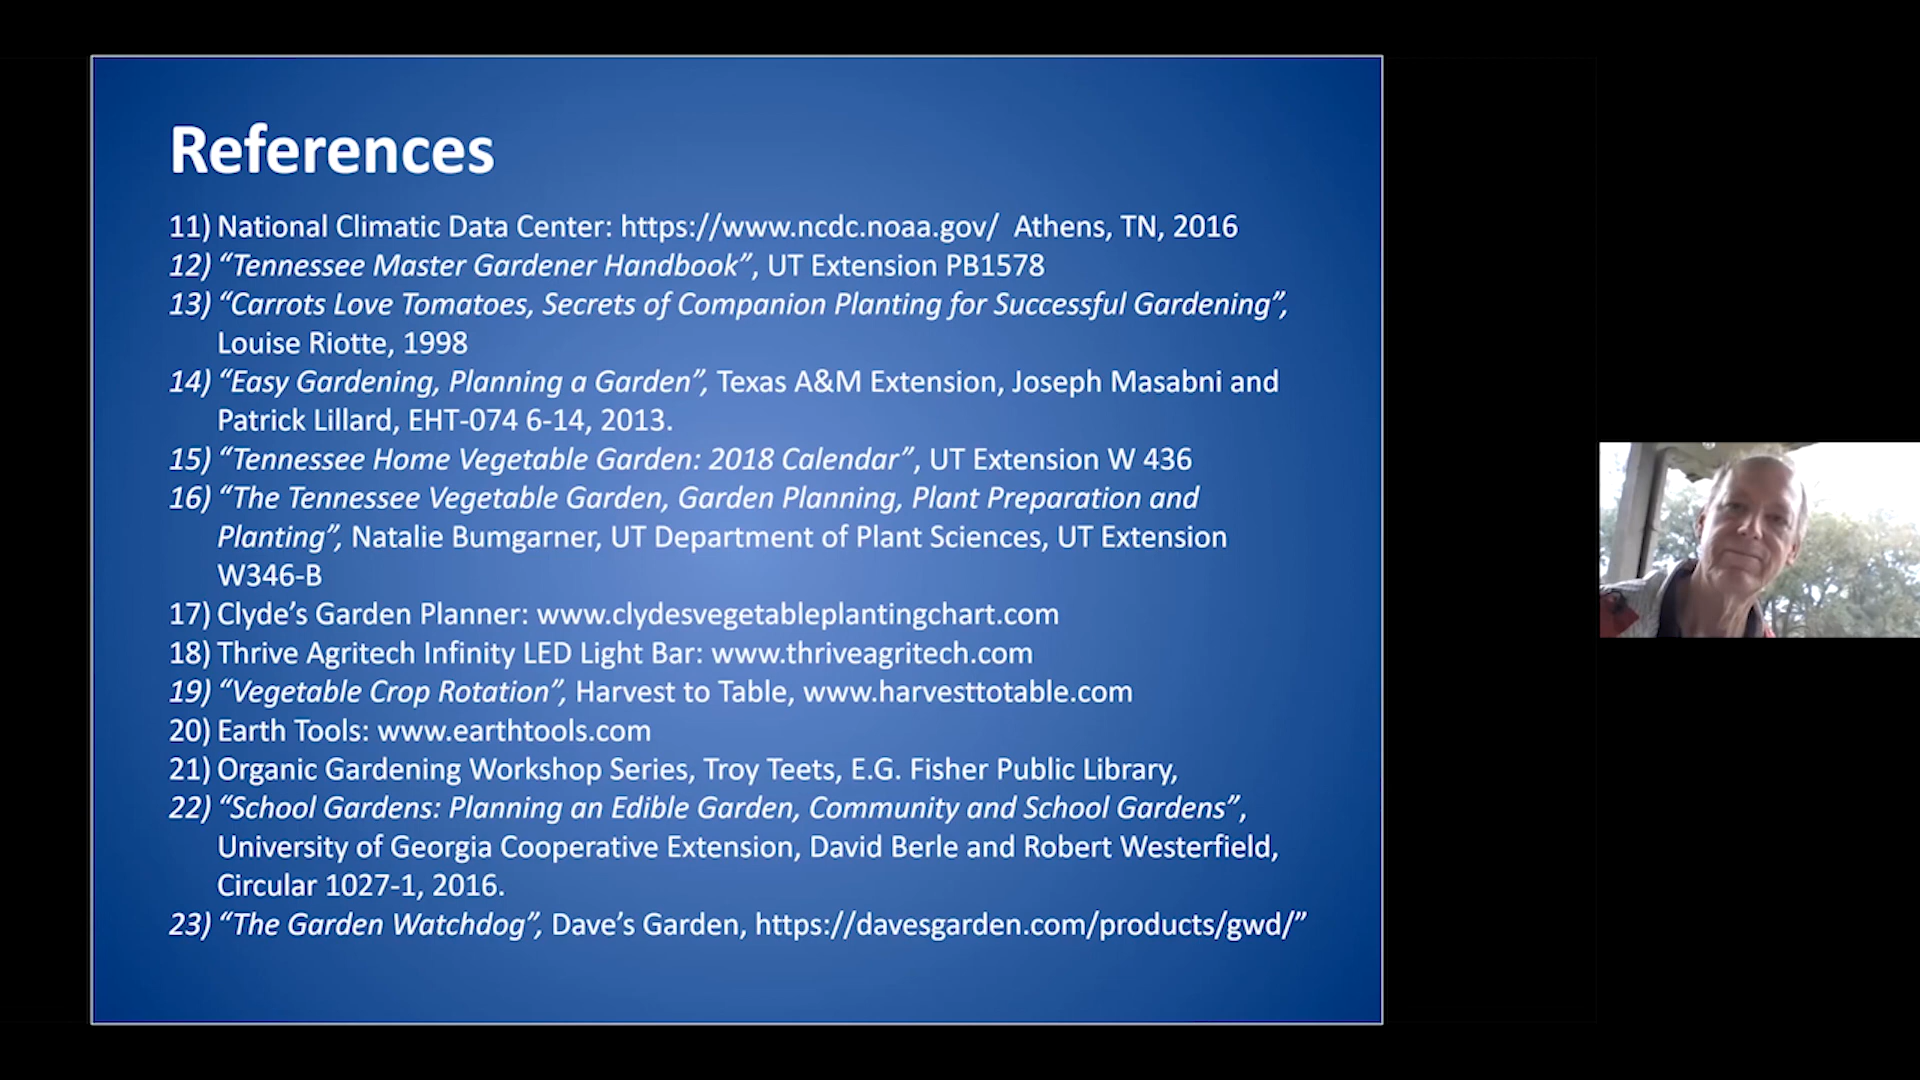 References
11) National Climatic Data Center: https://www.ncdc.noaa.gov/  Athens, TN, 2016
12) “Tennessee Master Gardener Handbook”, UT Extension PB1578
13) “Carrots Love Tomatoes, Secrets of Companion Planting for Successful Gardening”,
Louise Riotte, 1998
14) “Easy Gardening, Planning a Garden”, Texas A&M Extension, Joseph Masabni and
Patrick Lillard, EHT-074 6-14, 2013.
15) “Tennessee Home Vegetable Garden: 2018 Calendar”, UT Extension W 436
16) “The Tennessee Vegetable Garden, Garden Planning, Plant Preparation and
Planting”, Natalie Bumgarner, UT Department of Plant Sciences, UT Extension
W346-B
17) Clyde’s Garden Planner: www.clydesvegetableplantingchart.com
18) Thrive Agritech Infinity LED Light Bar: www.thriveagritech.com
19) “Vegetable Crop Rotation”, Harvest to Table, www.harvesttotable.com
20) Earth Tools: www.earthtools.com
21) Organic Gardening Workshop Series, Troy Teets, E.G. Fisher Public Library,
22) “School Gardens: Planning an Edible Garden, Community and School Gardens”,
University of Georgia Cooperative Extension, David Berle and Robert Westerfield,
Circular 1027-1, 2016.
23) “The Garden Watchdog”, Dave’s Garden, https://davesgarden.com/products/gwd/”